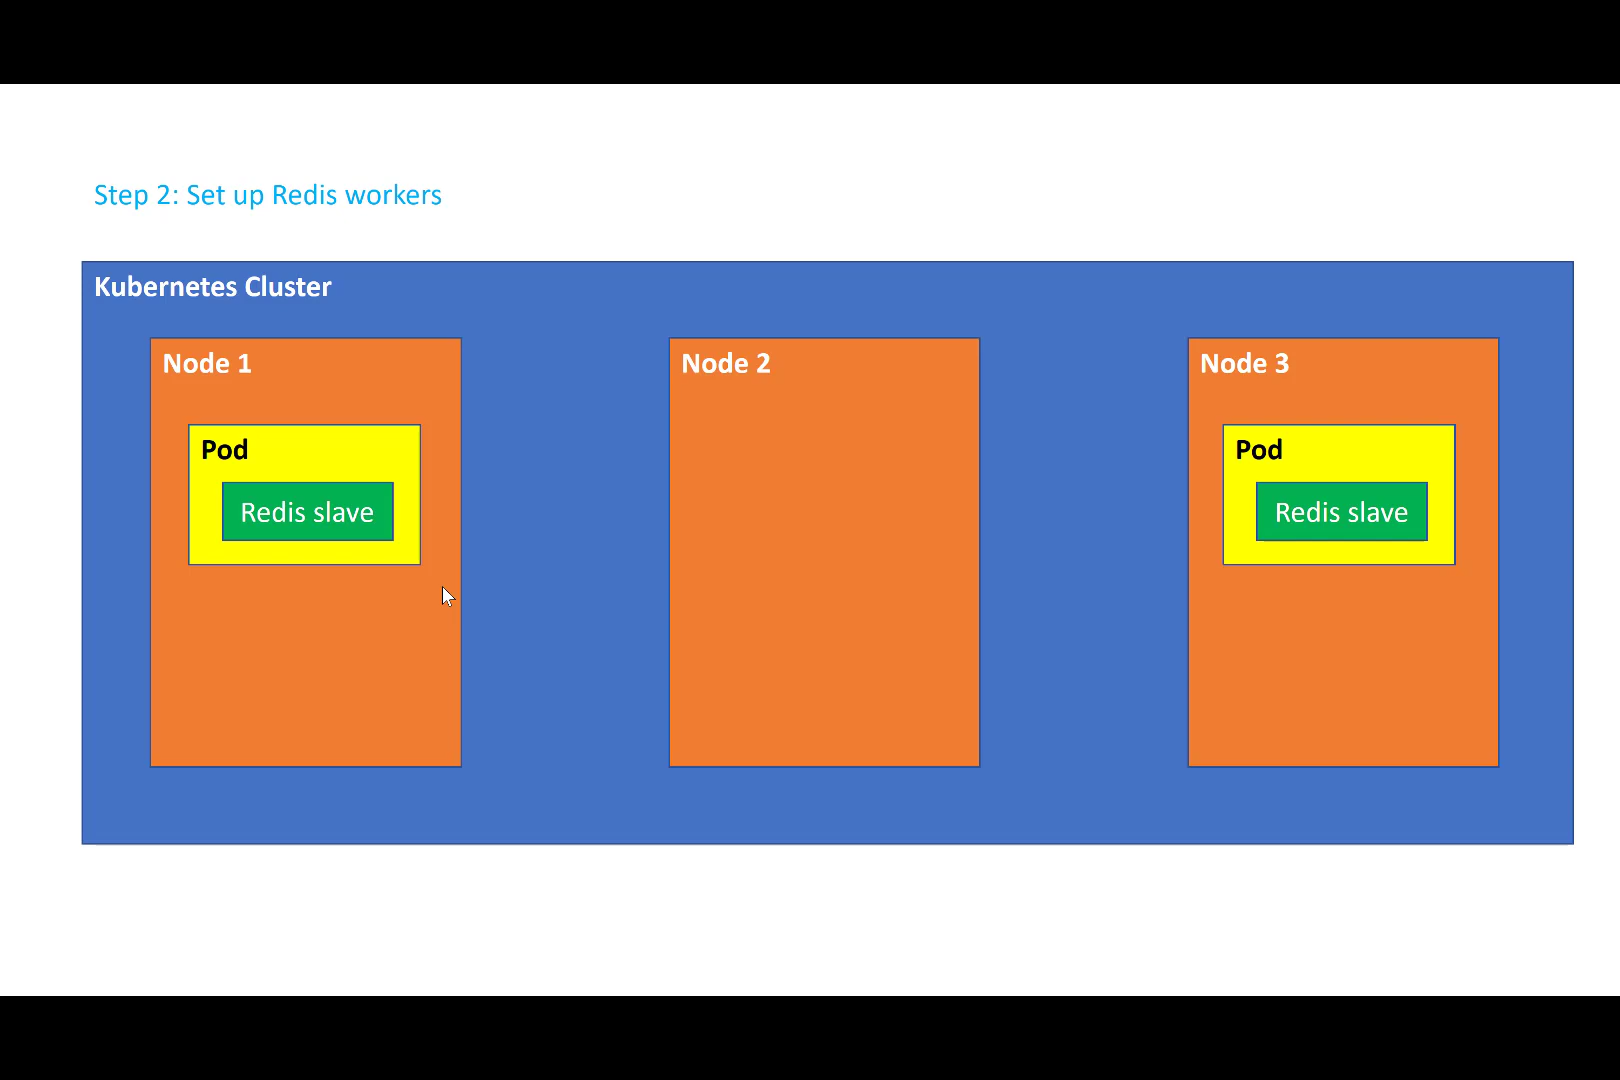 Step 2: Set up Redis workers
Kubernetes Cluster
Node 1
Node 2
Node 3
Pod
Redis slave
Pod
Redis slave